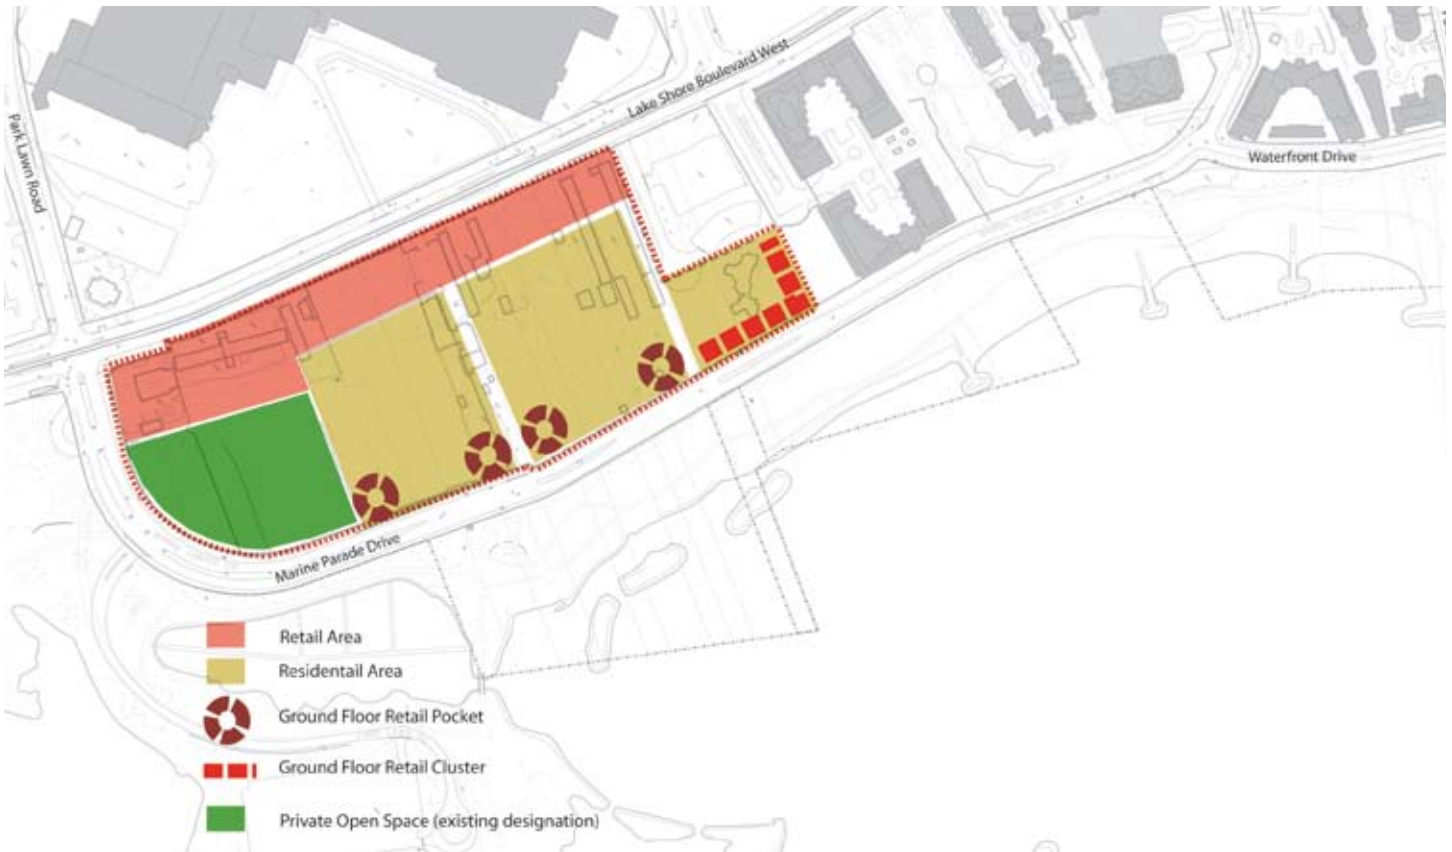 Lake Shore Boulevard West
Park Lawn Road
Waterfront Drive
Marine Parade Drive
Retail Area
Residentail Area
Ground Floor Retail Pocket
Ground Floor Retail Cluster
Private Open Space (existing designation)